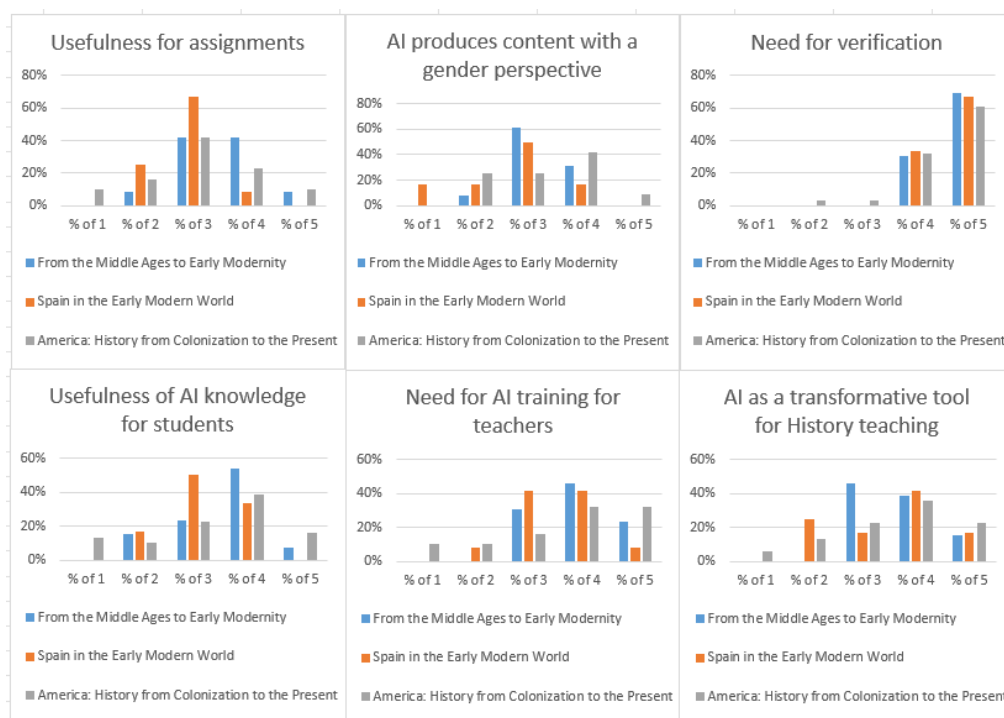 Usefulness for assignments
80%
60%
40%
20%
0%
% of 1 % of 2 % of 3 % of 4 % of 5
From the Middle Ages to Early Modernity
Spain in the Early Modern World
America: History from Colonization to the Present
AI produces content with a
gender perspective
80%
60%
40%
20%
0%
% of 1 % of 2 % of 3 % of 4 % of 5
From the Middle Ages to Early Modernity
Spain in the Early Modern World
America: History from Colonization to the Present
Need for verification
80%
60%
40%
20%
0%
% of 1 % of 2 % of 3 % of 4 % of 5
From the Middle Ages to Early Modernity
Spain in the Early Modern World
America: History from Colonization to the Present
Usefulness of AI knowledge
for students
60%
40%
20%
0%
% of 1 % of 2 % of 3 % of 4 % of 5
From the Middle Ages to Early Modernity
Spain in the Early Modern World
America: History from Colonization to the Present
Need for AI training for
teachers
60%
40%
20%
0%
% of 1 % of 2 % of 3 % of 4 % of 5
From the Middle Ages to Early Modernity
Spain in the Early Modern World
America: History from Colonization to the Present
AI as a transformative tool
for History teaching
60%
40%
20%
0%
% of 1 % of 2 % of 3 % of 4 % of 5
From the Middle Ages to Early Modernity
Spain in the Early Modern World
America: History from Colonization to the Present